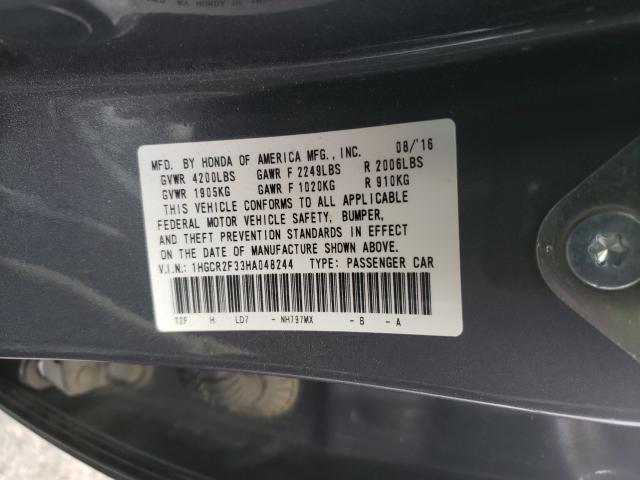 MFD. BY HONDA OF AMERICA MFG., INC. 08/'16
GVWR 4200LBS GAWR F 2249LBS R 2006LBS
GVWR 1905KG GAWR F 1020KG R 910KG
THIS VEHICLE CONFORMS TO ALL APPLICABLE
FEDERAL MOTOR VEHICLE SAFETY, BUMPER,
AND THEFT PREVENTION STANDARDS IN EFFECT
ON THE DATE OF MANUFACTURE SHOWN ABOVE.
V.I.N.: 1HGCR2F33HA048244 TYPE: PASSENGER CAR
T2F H LD7 - NH797MX - B - A